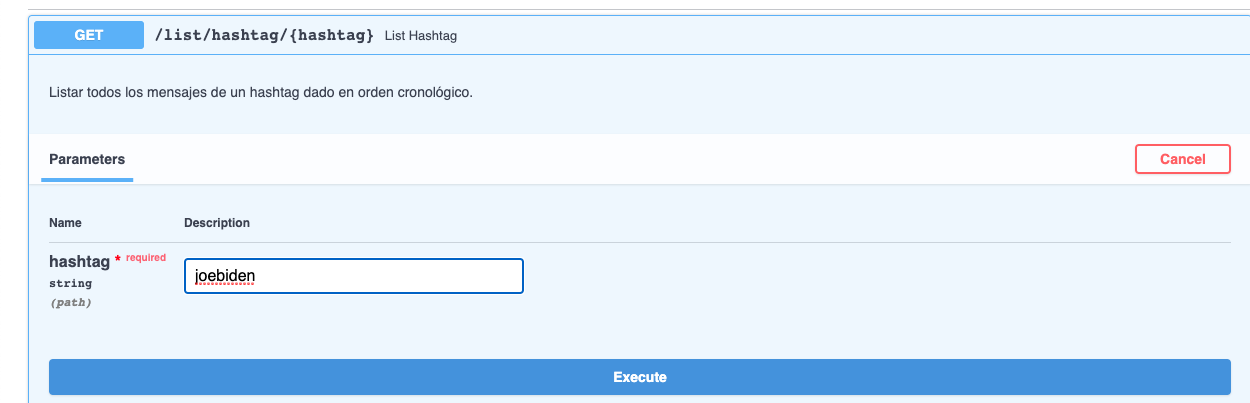 GET /list/hashtag/{hashtag} List Hashtag
Listar todos los mensajes de un hashtag dado en orden cronológico.
Parameters Cancel
Name Description
hashtag * required joebiden
string
(path)
Execute